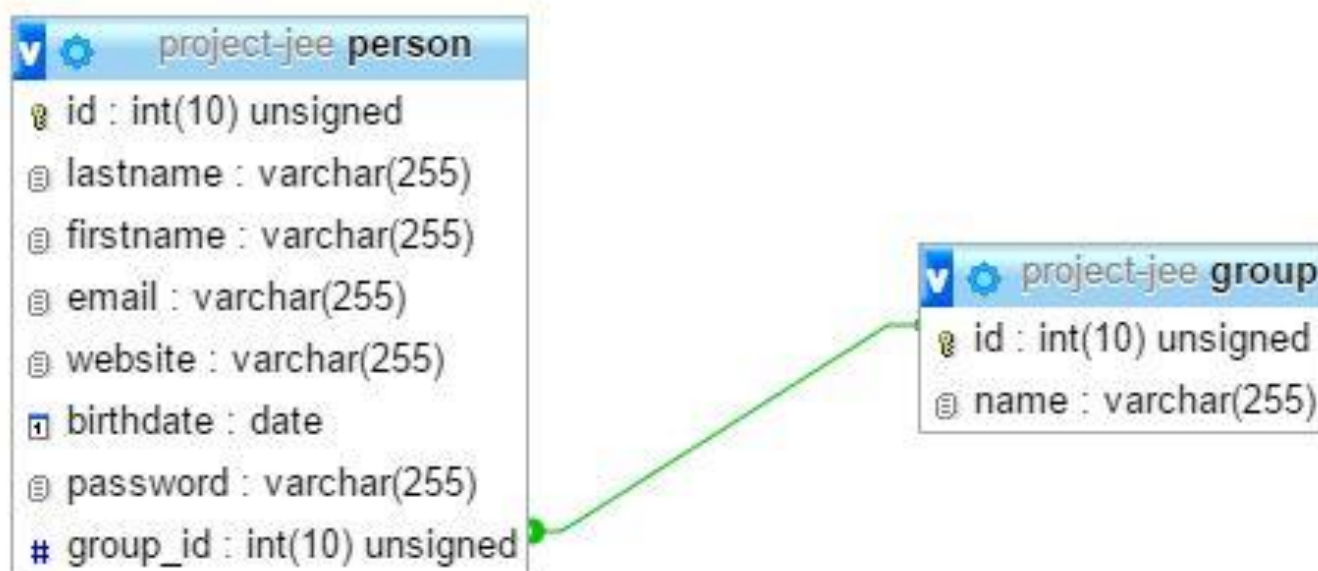 project-jee person
id : int(10) unsigned
lastname : varchar(255)
firstname : varchar(255)
email : varchar(255)
website : varchar(255)
birthdate : date
password : varchar(255)
# group_id : int(10) unsigned
project-jee group
id : int(10) unsigned
name : varchar(255)